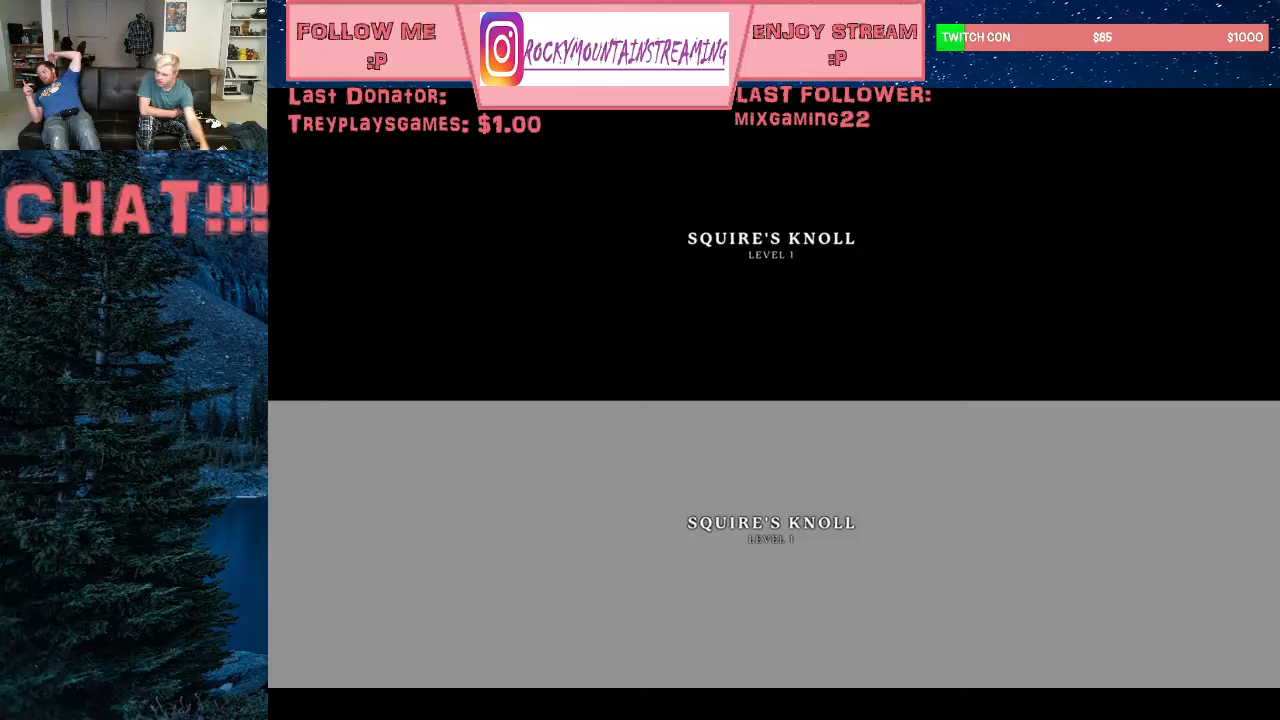 FOLLOW ME
:P
ROCKYMOUNTAINSTREAMING
ENJOY STREAM
:P
TWITCH CON $85 $1000
Last Donator:
Treyplaysgames: $1.00
LAST FOLLOWER:
mixgaming22
CHAT!!!
SQUIRE'S KNOLL
LEVEL 1
SQUIRE'S KNOLL
LEVEL 1